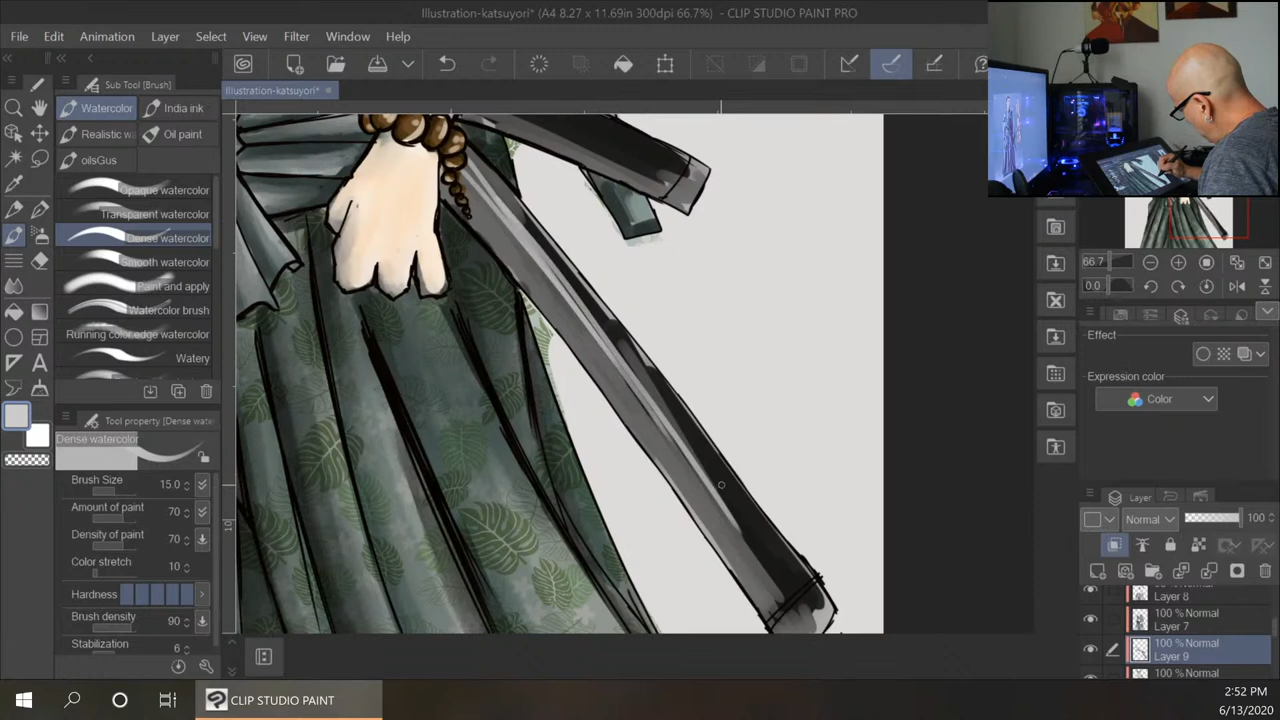 Illustration-katsuyori* (A4 8.27 x 11.69in 300dpi 66.7%) - CLIP STUDIO PAINT PRO
File Edit Animation Layer Select View Filter Window Help
Sub Tool [Brush]
Illustration-katsuyori*
Watercolor India ink
Realistic w Oil paint
oilsGus
Opaque watercolor
Transparent watercolor
Dense watercolor
Smooth watercolor
Paint and apply
Watercolor brush
Running color edge watercolor
Watery
Tool property [Dense wate
Dense watercolor
Brush Size 15.0
Amount of paint 70
Density of paint 70
Color stretch 10
Hardness
Brush density 90
Stabilization 6
66.7
0.0
Effect
Expression color
Color
Layer
Normal 100
Layer 8
100 % Normal
Layer 7
100 % Normal
Layer 9
100 % Normal
CLIP STUDIO PAINT
2:52 PM
6/13/2020